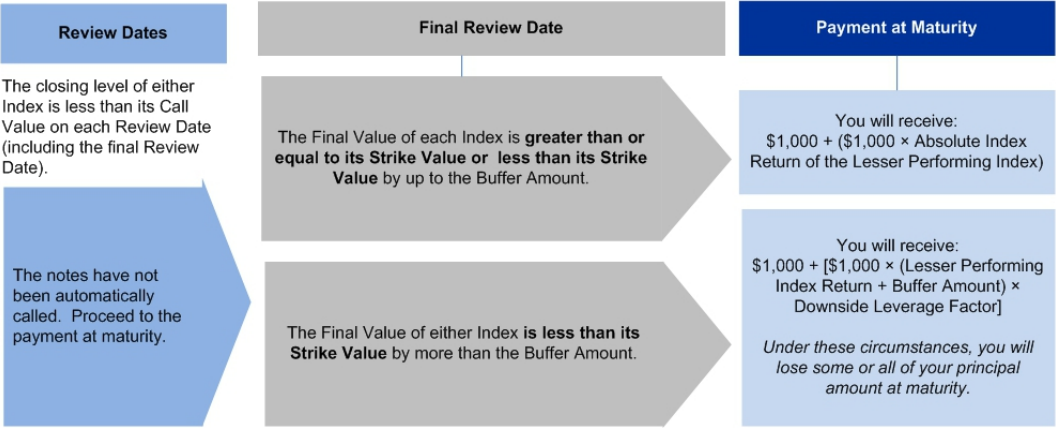 Review Dates
The closing level of either
Index is less than its Call
Value on each Review Date
(including the final Review
Date).
The notes have not
been automatically
called. Proceed to the
payment at maturity.
Final Review Date
The Final Value of each Index is greater than or
equal to its Strike Value or less than its Strike
Value by up to the Buffer Amount.
The Final Value of either Index is less than its
Strike Value by more than the Buffer Amount.
Payment at Maturity
You will receive:
$1,000 + ($1,000 × Absolute Index
Return of the Lesser Performing Index)
You will receive:
$1,000 + [$1,000 × (Lesser Performing
Index Return + Buffer Amount) ×
Downside Leverage Factor]
Under these circumstances, you will
lose some or all of your principal
amount at maturity.